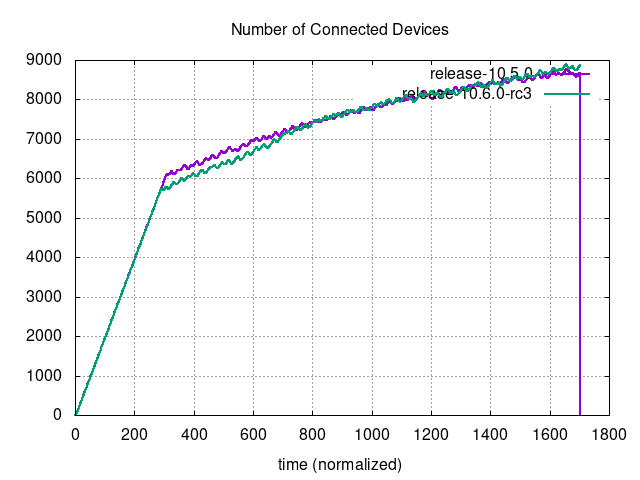 Number of Connected Devices
9000
release-10.5.0
8000
release-10.6.0-rc3
7000
6000
5000
4000
3000
2000
1000
0
0 200 400 600 800 1000 1200 1400 1600 1800
time (normalized)